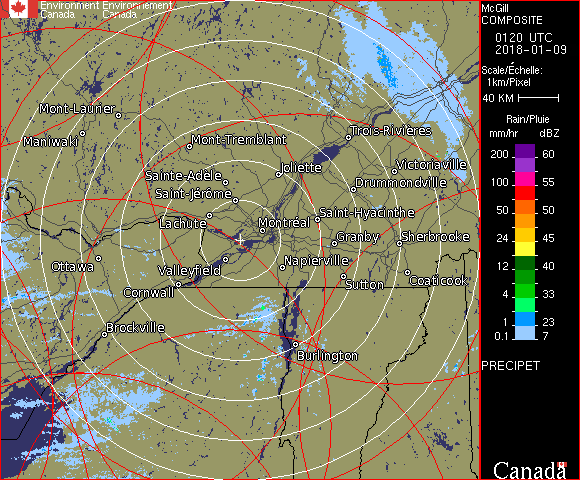 Environment Environnement
Canada Canada
McGill
COMPOSITE
0120 UTC
2018-01-09
Scale/Échelle:
1km/Pixel
40 KM
Rain/Pluie
mm/hr dBZ
200 60
150 57
100 55
50 50
24 45
12 40
4 33
1 23
0.1 7
PRECIPET
Mont-Laurier
Maniwaki
Mont-Tremblant
Trois-Rivières
Joliette
Victoriaville
Sainte-Adèle
Drummondville
Saint-Jérôme
Lachute
Saint-Hyacinthe
Montréal
Granby
Sherbrooke
Ottawa
Valleyfield
Napierville
Cornwall
Sutton
Coaticook
Brockville
Burlington
Canada